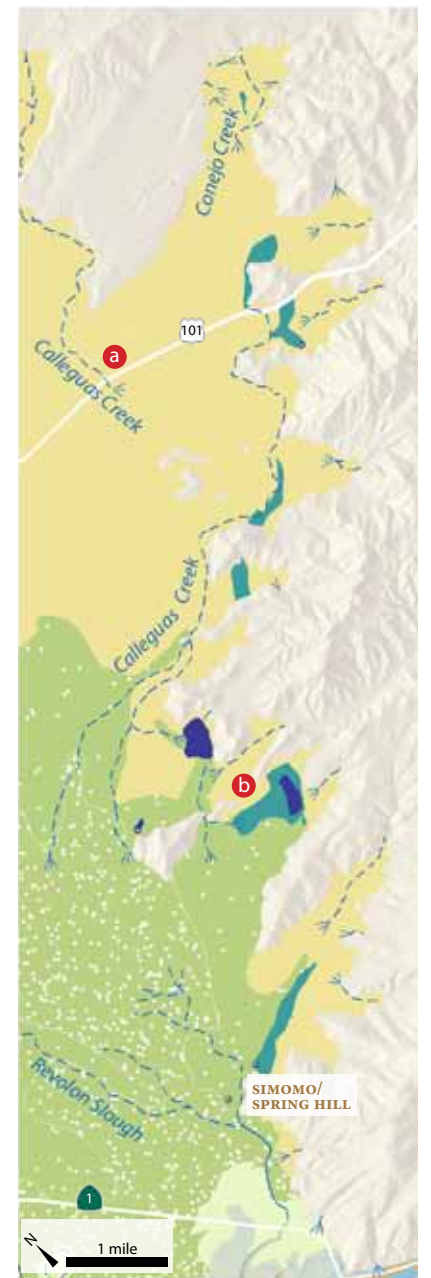 Conejo Creek
101
a
Calleguas Creek
Calleguas Creek
b
SIMOMO/
SPRING HILL
Revolon Slough
1
N
1 mile